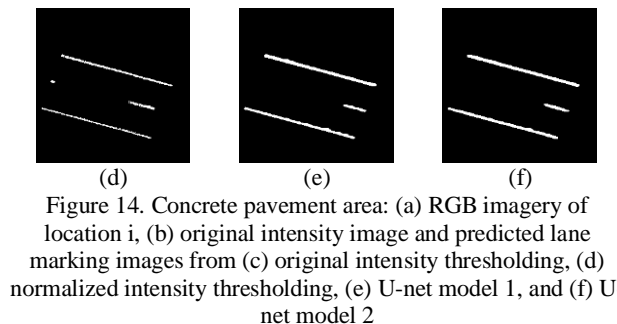 (d) (e) (f)
Figure 14. Concrete pavement area: (a) RGB imagery of
location i, (b) original intensity image and predicted lane
marking images from (c) original intensity thresholding, (d)
normalized intensity thresholding, (e) U-net model 1, and (f) U
net model 2